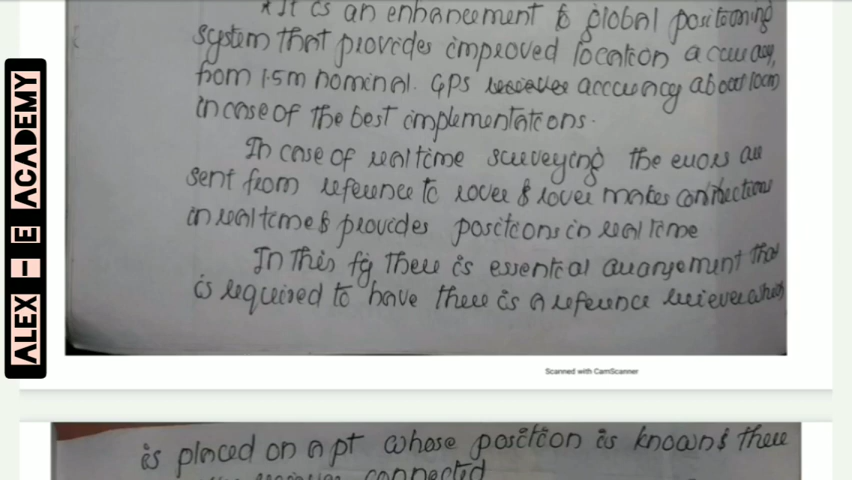 * It is an enhancement to global positioning
system that provides improved location accuracy,
from 1.5m nominal. GPS accuracy about 10cm
in case of the best implementations.
In case of real time surveying the errors are
sent from reference to rover & rover makes correction
in real time & provides positions in real time
In this fig there is essential arrangement that
is required to have there is a reference reciever which
Scanned with CamScanner
is placed on a pt whose position is known & there
connected
ALEX - E ACADEMY